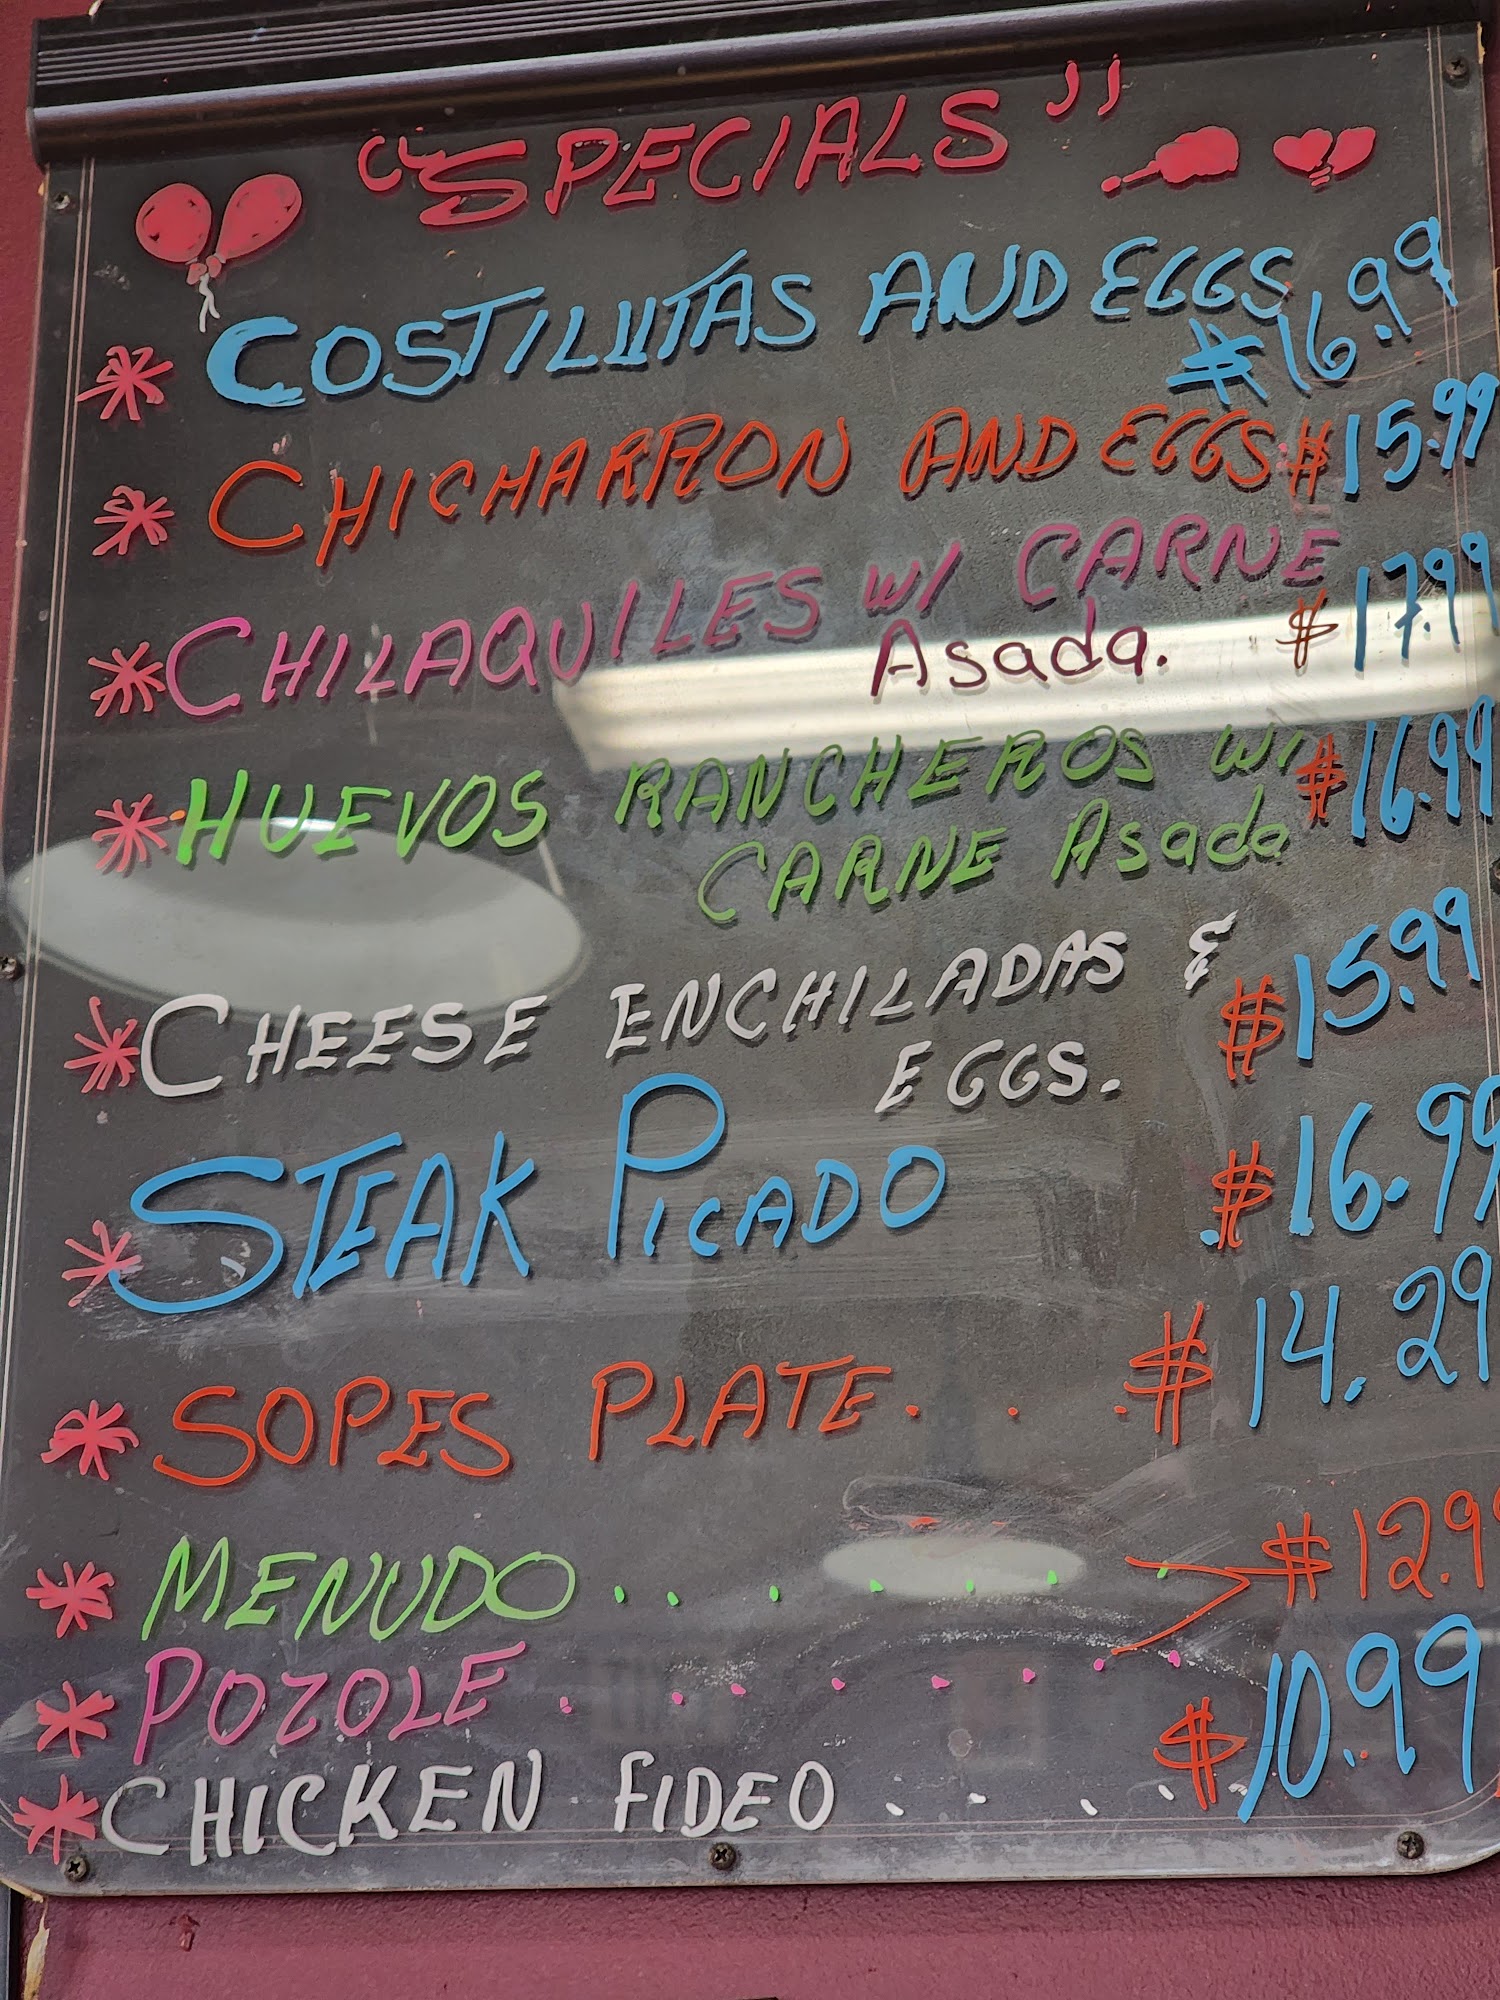 "SPECIALS"
* COSTILLITAS AND EGGS $16.99
* CHICHARRON AND EGGS $15.99
* CHILAQUILES W/ CARNE
Asada. $17.99
* HUEVOS RANCHEROS W/ $16.99
CARNE Asada
* CHEESE ENCHILADAS &
EGGS. $15.99
* STEAK PICADO $16.99
* SOPES PLATE. . . $14.29
* MENUDO . . . . . . . $12.9
* POZOLE . . . . . . .
* CHICKEN FIDEO . . . . $10.99